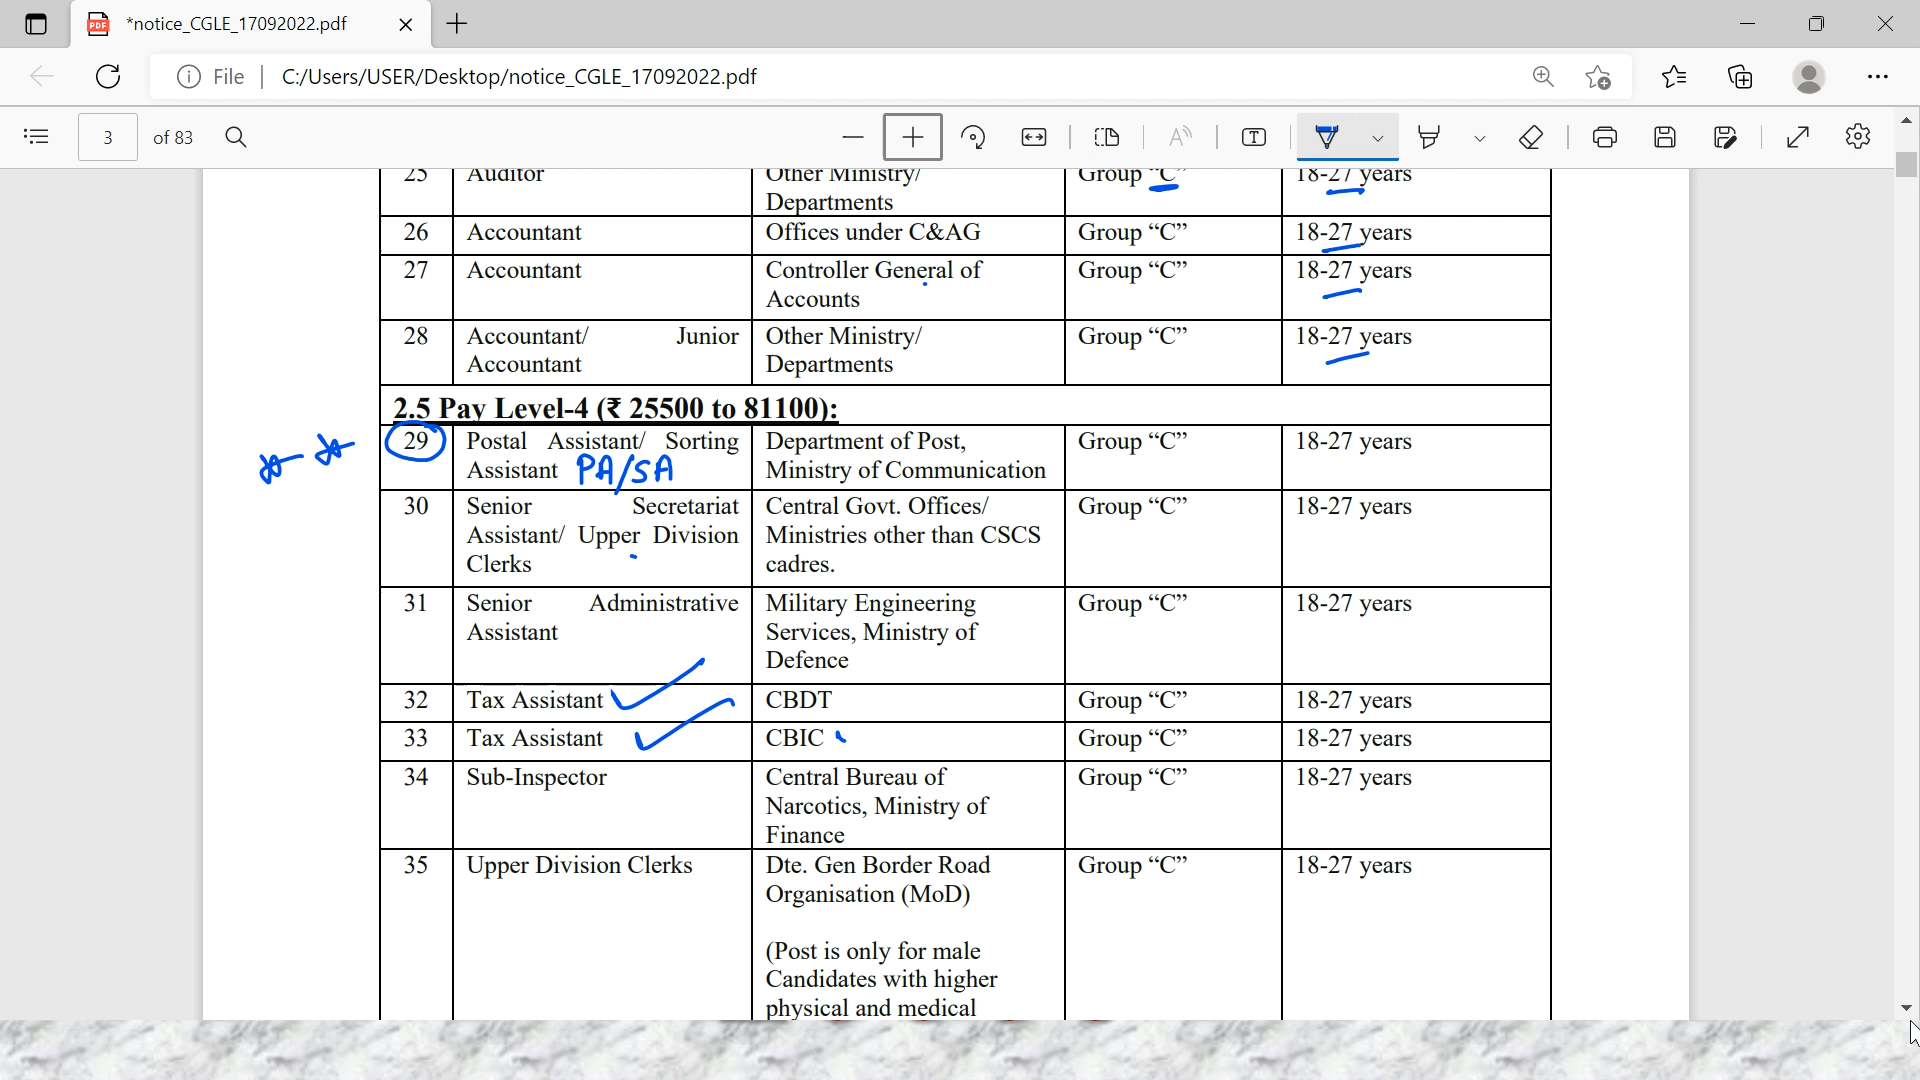 *notice_CGLE_17092022.pdf
PDF
File
C:/Users/USER/Desktop/notice_CGLE_17092022.pdf
3 of 83
25 Auditor Other Ministry/ Departments Group “C” 18-27 years
26 Accountant Offices under C&AG Group “C” 18-27 years
27 Accountant Controller General of Accounts Group “C” 18-27 years
28 Accountant/ Junior Accountant Other Ministry/ Departments Group “C” 18-27 years
2.5 Pay Level-4 (₹ 25500 to 81100):
29 Postal Assistant/ Sorting Assistant PA/SA Department of Post, Ministry of Communication Group “C” 18-27 years
30 Senior Secretariat Assistant/ Upper Division Clerks Central Govt. Offices/ Ministries other than CSCS cadres. Group “C” 18-27 years
31 Senior Administrative Assistant Military Engineering Services, Ministry of Defence Group “C” 18-27 years
32 Tax Assistant CBDT Group “C” 18-27 years
33 Tax Assistant CBIC Group “C” 18-27 years
34 Sub-Inspector Central Bureau of Narcotics, Ministry of Finance Group “C” 18-27 years
35 Upper Division Clerks Dte. Gen Border Road Organisation (MoD) Group “C” 18-27 years
(Post is only for male
Candidates with higher
physical and medical